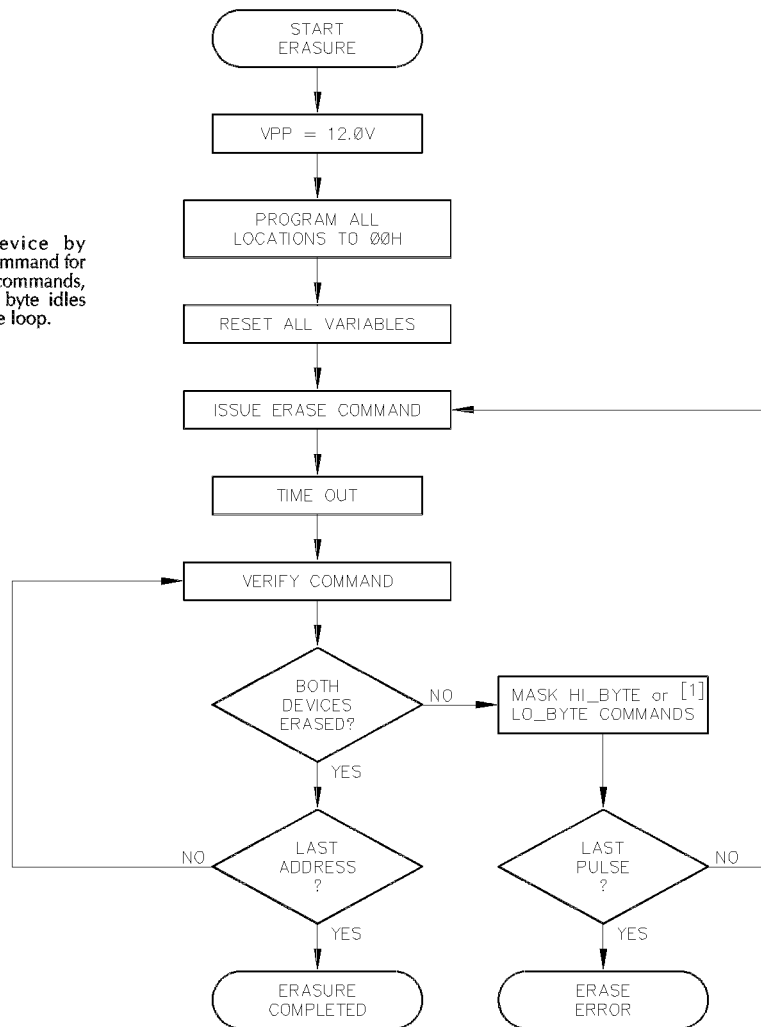 START
ERASURE
VPP = 12.0V
PROGRAM ALL
LOCATIONS TO 00H
evice by
mmand for
commands,
byte idles
e loop.
RESET ALL VARIABLES
ISSUE ERASE COMMAND
TIME OUT
VERIFY COMMAND
BOTH
DEVICES
ERASED?
NO
MASK HI_BYTE or [1]
LO_BYTE COMMANDS
YES
NO
LAST
ADDRESS
?
LAST
PULSE
?
NO
YES
YES
ERASURE
COMPLETED
ERASE
ERROR